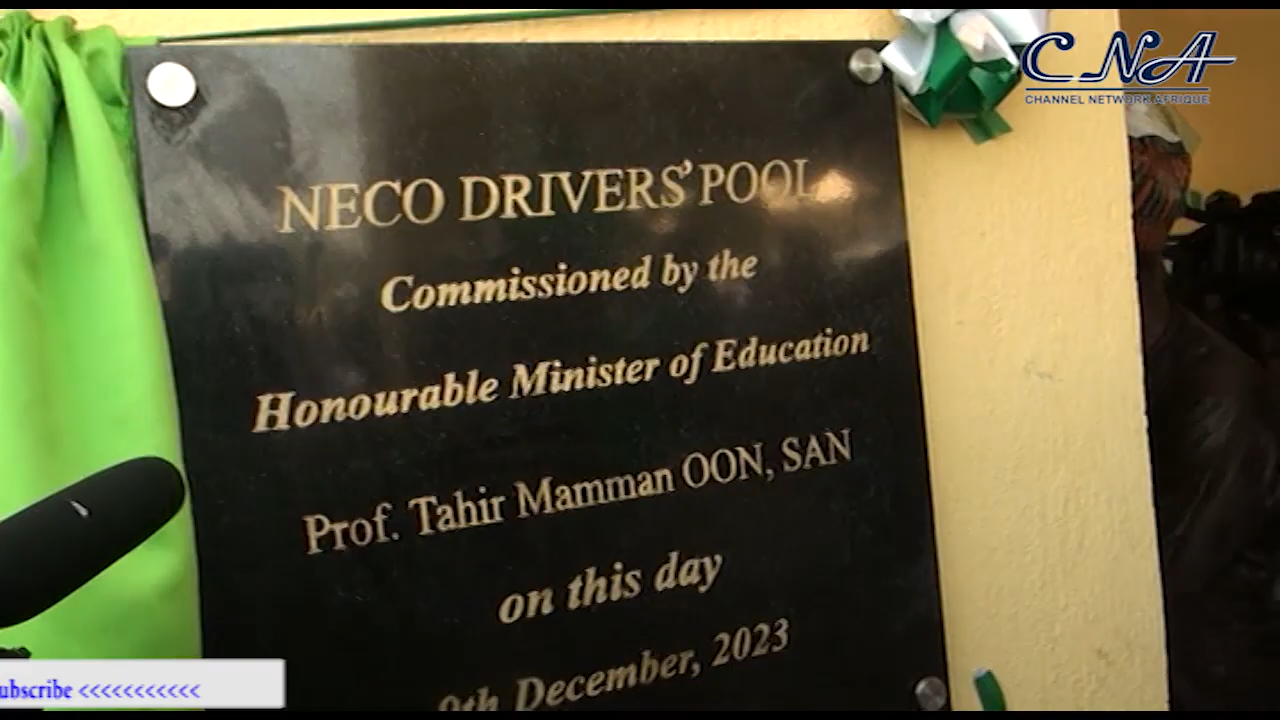 CNA
CHANNEL NETWORK AFRIQUE
NECO DRIVERS' POOL
Commissioned by the
Honourable Minister of Education
Prof. Tahir Mamman OON, SAN
on this day
December, 2023
ubscribe <<<<<<<<<<<